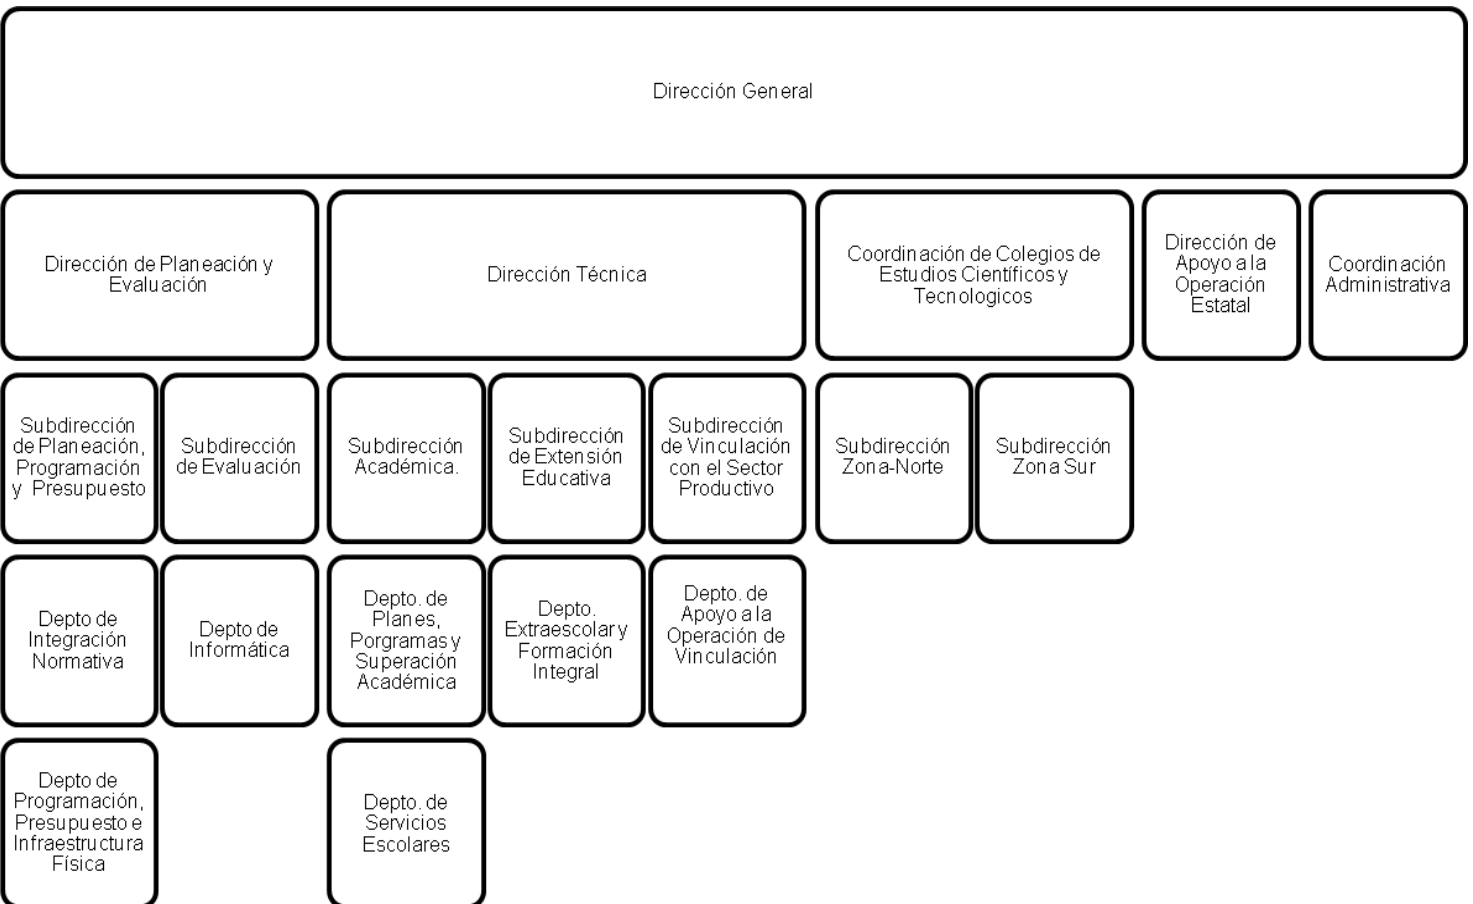 Dirección General
Dirección de Planeación y
Evaluación
Dirección Técnica
Coordinación de Colegios de
Estudios Científicos y
Tecnologicos
Dirección de
Apoyo a la
Operación
Estatal
Coordinación
Administrativa
Subdirección
de Planeación,
Programación
y Presupuesto
Subdirección
de Evaluación
Subdirección
Académica.
Subdirección
de Extensión
Educativa
Subdirección
de Vinculación
con el Sector
Productivo
Subdirección
Zona-Norte
Subdirección
Zona Sur
Depto de
Integración
Normativa
Depto de
Informática
Depto. de
Planes,
Porgramas y
Superación
Académica
Depto.
Extraescolar y
Formación
Integral
Depto. de
Apoyo a la
Operación de
Vinculación
Depto de
Programación,
Presupuesto e
Infraestructura
Física
Depto. de
Servicios
Escolares